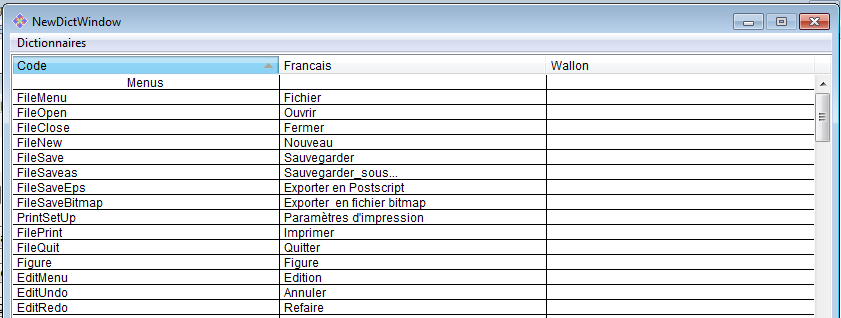 NewDictWindow
Dictionnaires
Code Francais Wallon
Menus
FileMenu Fichier
FileOpen Ouvrir
FileClose Fermer
FileNew Nouveau
FileSave Sauvegarder
FileSaveas Sauvegarder_sous...
FileSaveEps Exporter en Postscript
FileSaveBitmap Exporter en fichier bitmap
PrintSetUp Paramètres d'impression
FilePrint Imprimer
FileQuit Quitter
Figure Figure
EditMenu Edition
EditUndo Annuler
EditRedo Refaire